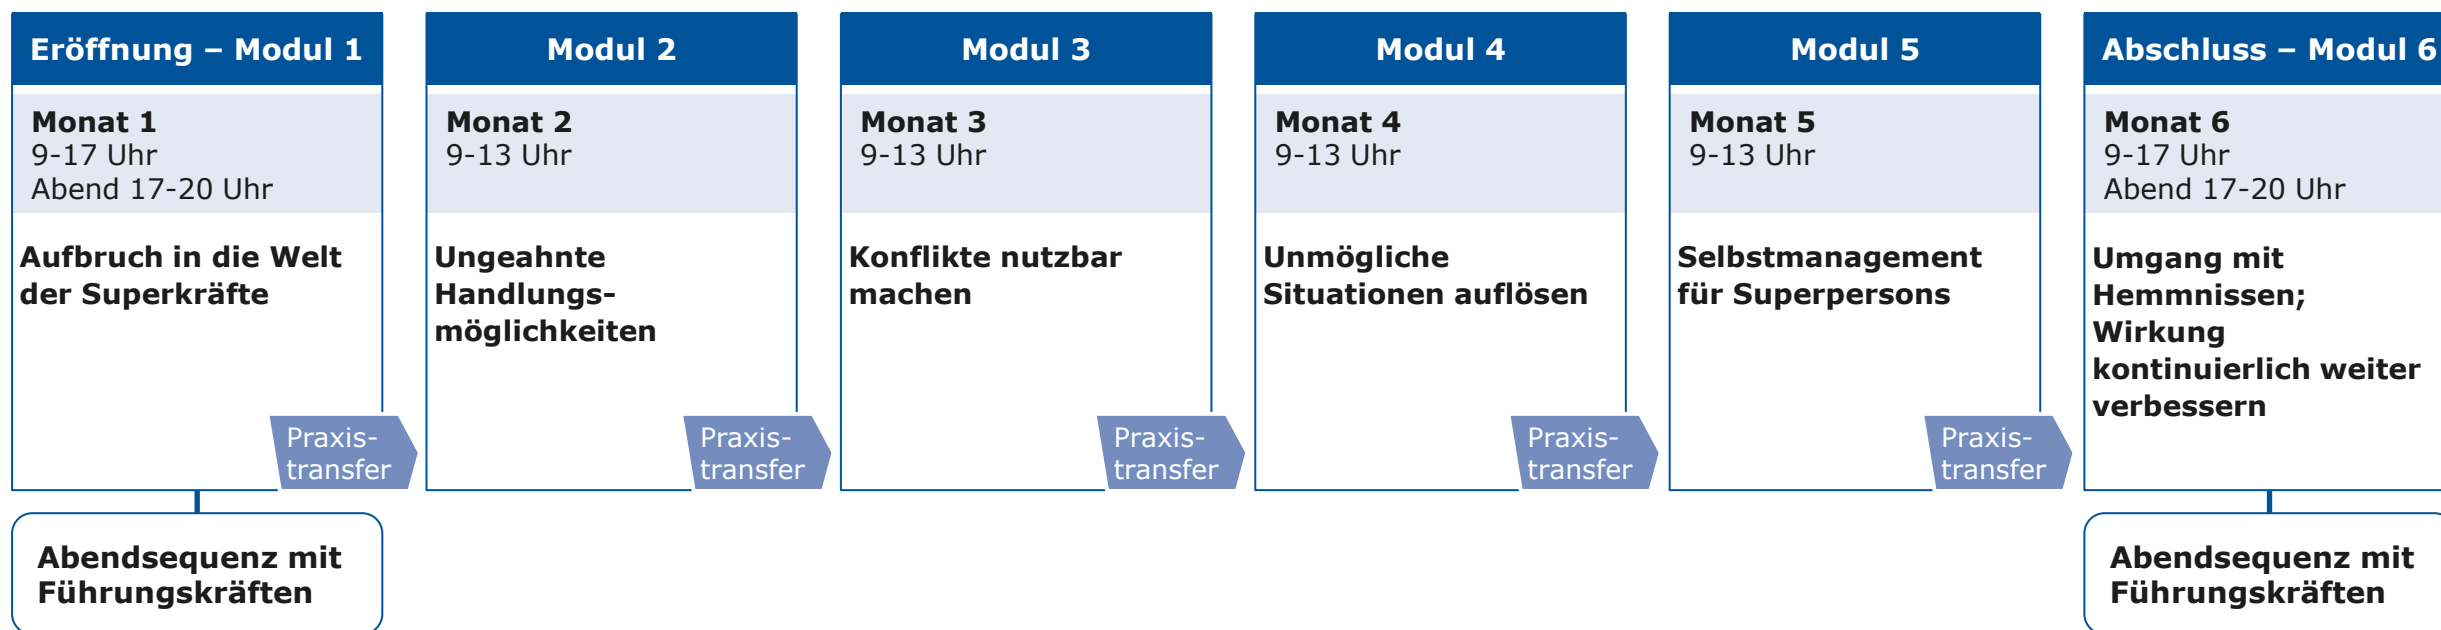 Eröffnung – Modul 1
Monat 1
9-17 Uhr
Abend 17-20 Uhr
Aufbruch in die Welt
der Superkräfte
Praxis-
transfer
Abendsequenz mit
Führungskräften
Modul 2
Monat 2
9-13 Uhr
Ungeahnte
Handlungs-
möglichkeiten
Praxis-
transfer
Modul 3
Monat 3
9-13 Uhr
Konflikte nutzbar
machen
Praxis-
transfer
Modul 4
Monat 4
9-13 Uhr
Unmögliche
Situationen auflösen
Praxis-
transfer
Modul 5
Monat 5
9-13 Uhr
Selbstmanagement
für Superpersons
Praxis-
transfer
Abschluss – Modul 6
Monat 6
9-17 Uhr
Abend 17-20 Uhr
Umgang mit
Hemmnissen;
Wirkung
kontinuierlich weiter
verbessern
Abendsequenz mit
Führungskräften